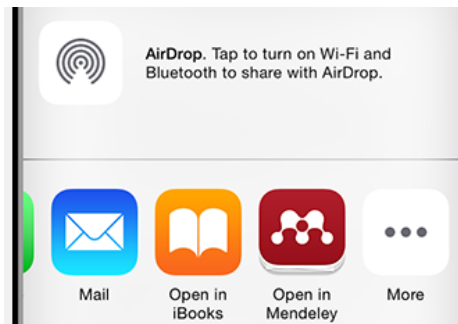 AirDrop. Tap to turn on Wi-Fi and
Bluetooth to share with AirDrop.
Mail
Open in
iBooks
Open in
Mendeley
More